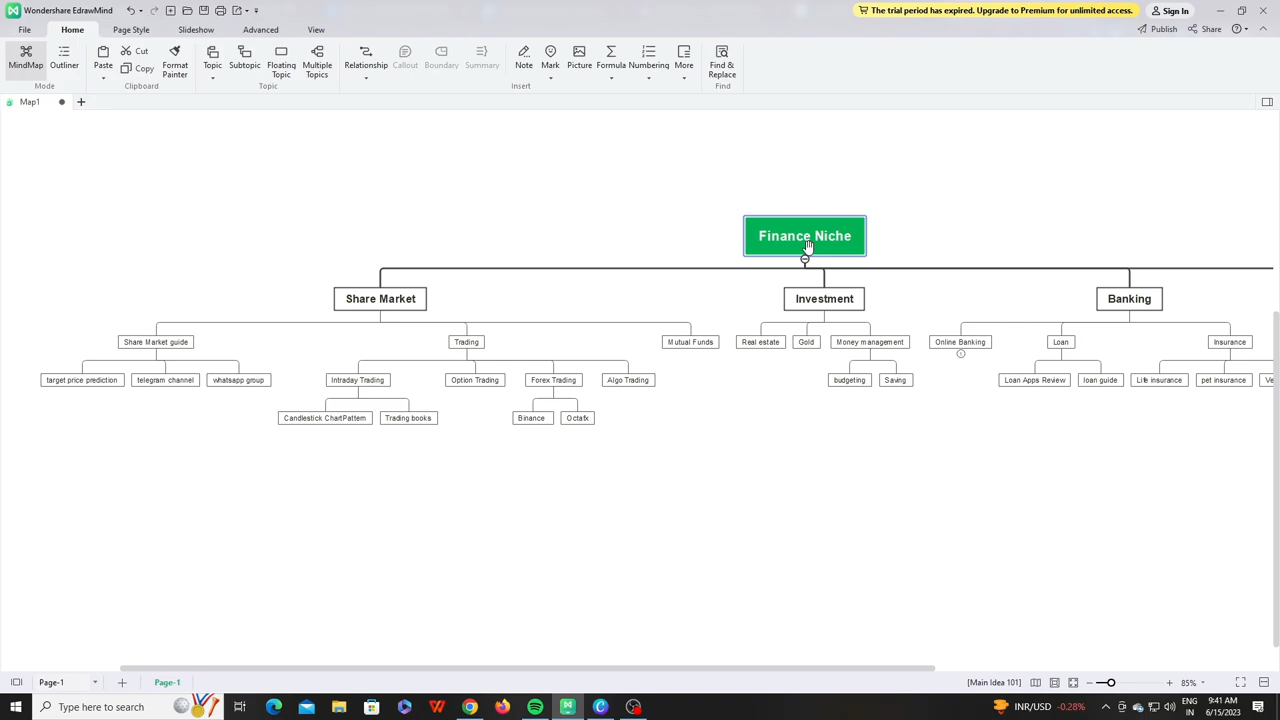 Wondershare EdrawMind
The trial period has expired. Upgrade to Premium for unlimited access.
Sign In
File Home Page Style Slideshow Advanced View
Publish Share
MindMap Outliner
Mode
Paste Cut Copy Format Painter
Clipboard
Topic Subtopic Floating Topic Multiple Topics
Topic
Relationship Callout Boundary Summary Note Mark Picture Formula Numbering More
Insert
Find & Replace
Find
Map1
Finance Niche
Share Market Investment Banking
Share Market guide Trading Mutual Funds Real estate Gold Money management Online Banking Loan Insurance
target price prediction telegram channel whatsapp group Intraday Trading Option Trading Forex Trading Algo Trading budgeting Saving Loan Apps Review loan guide Life insurance pet insurance Ve
Candlestick ChartPattern Trading books Binance Octafx
Page-1 Page-1 [Main Idea 101] 85%
Type here to search
INR/USD -0.28%
ENG
IN
9:41 AM
6/15/2023